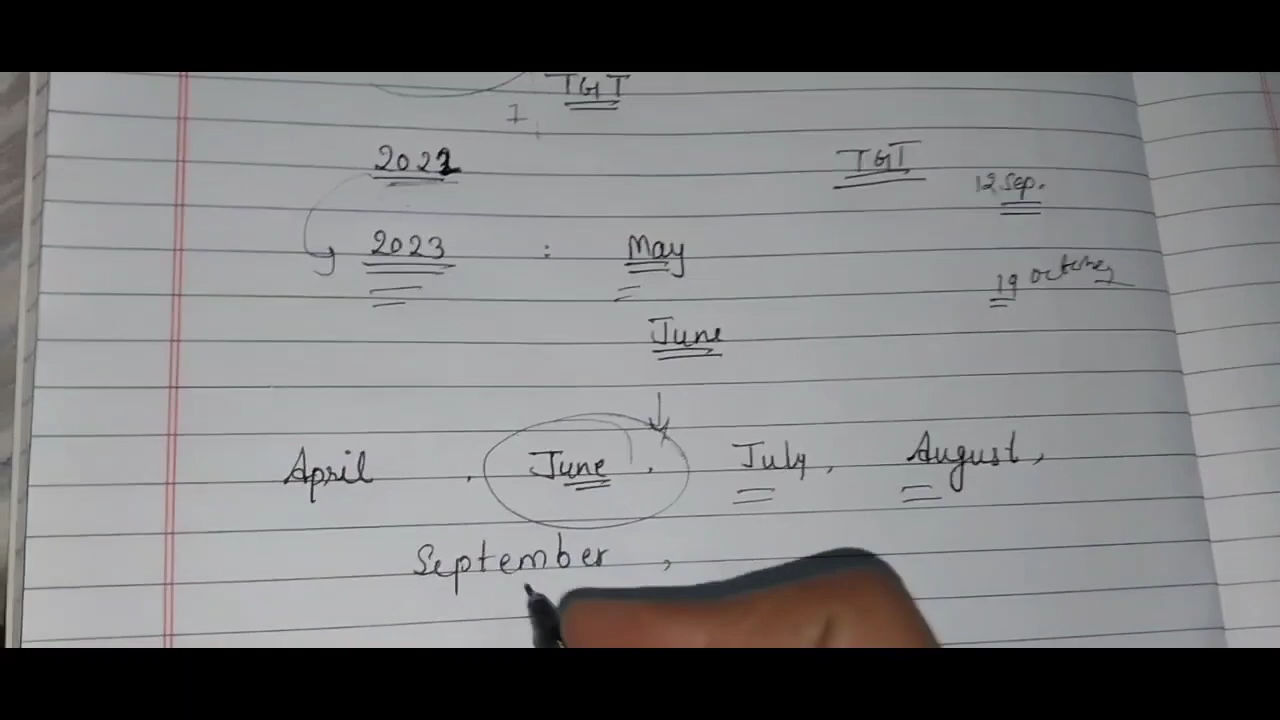 TGT
I
2022 TGT
12 Sep.
2023 : May
19 October
June
April , June , July , August ,
September ,